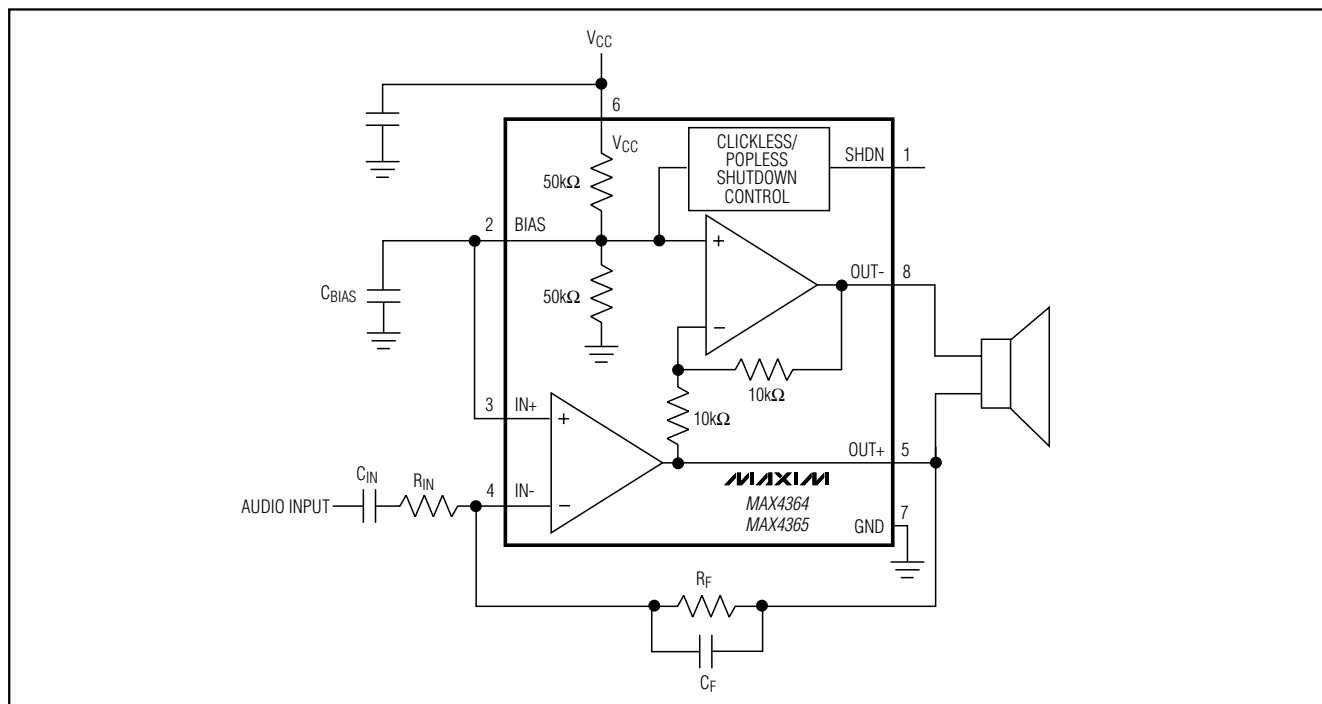 VCC
6
VCC
CLICKLESS/
POPLESS
SHUTDOWN
CONTROL
SHDN 1
50kΩ
2 BIAS
CBIAS
50kΩ
+
−
OUT- 8
10kΩ
10kΩ
3 IN+
+
OUT+ 5
MAXIM
CIN
RIN
AUDIO INPUT
4 IN-
−
MAX4364
MAX4365
7
GND
RF
CF